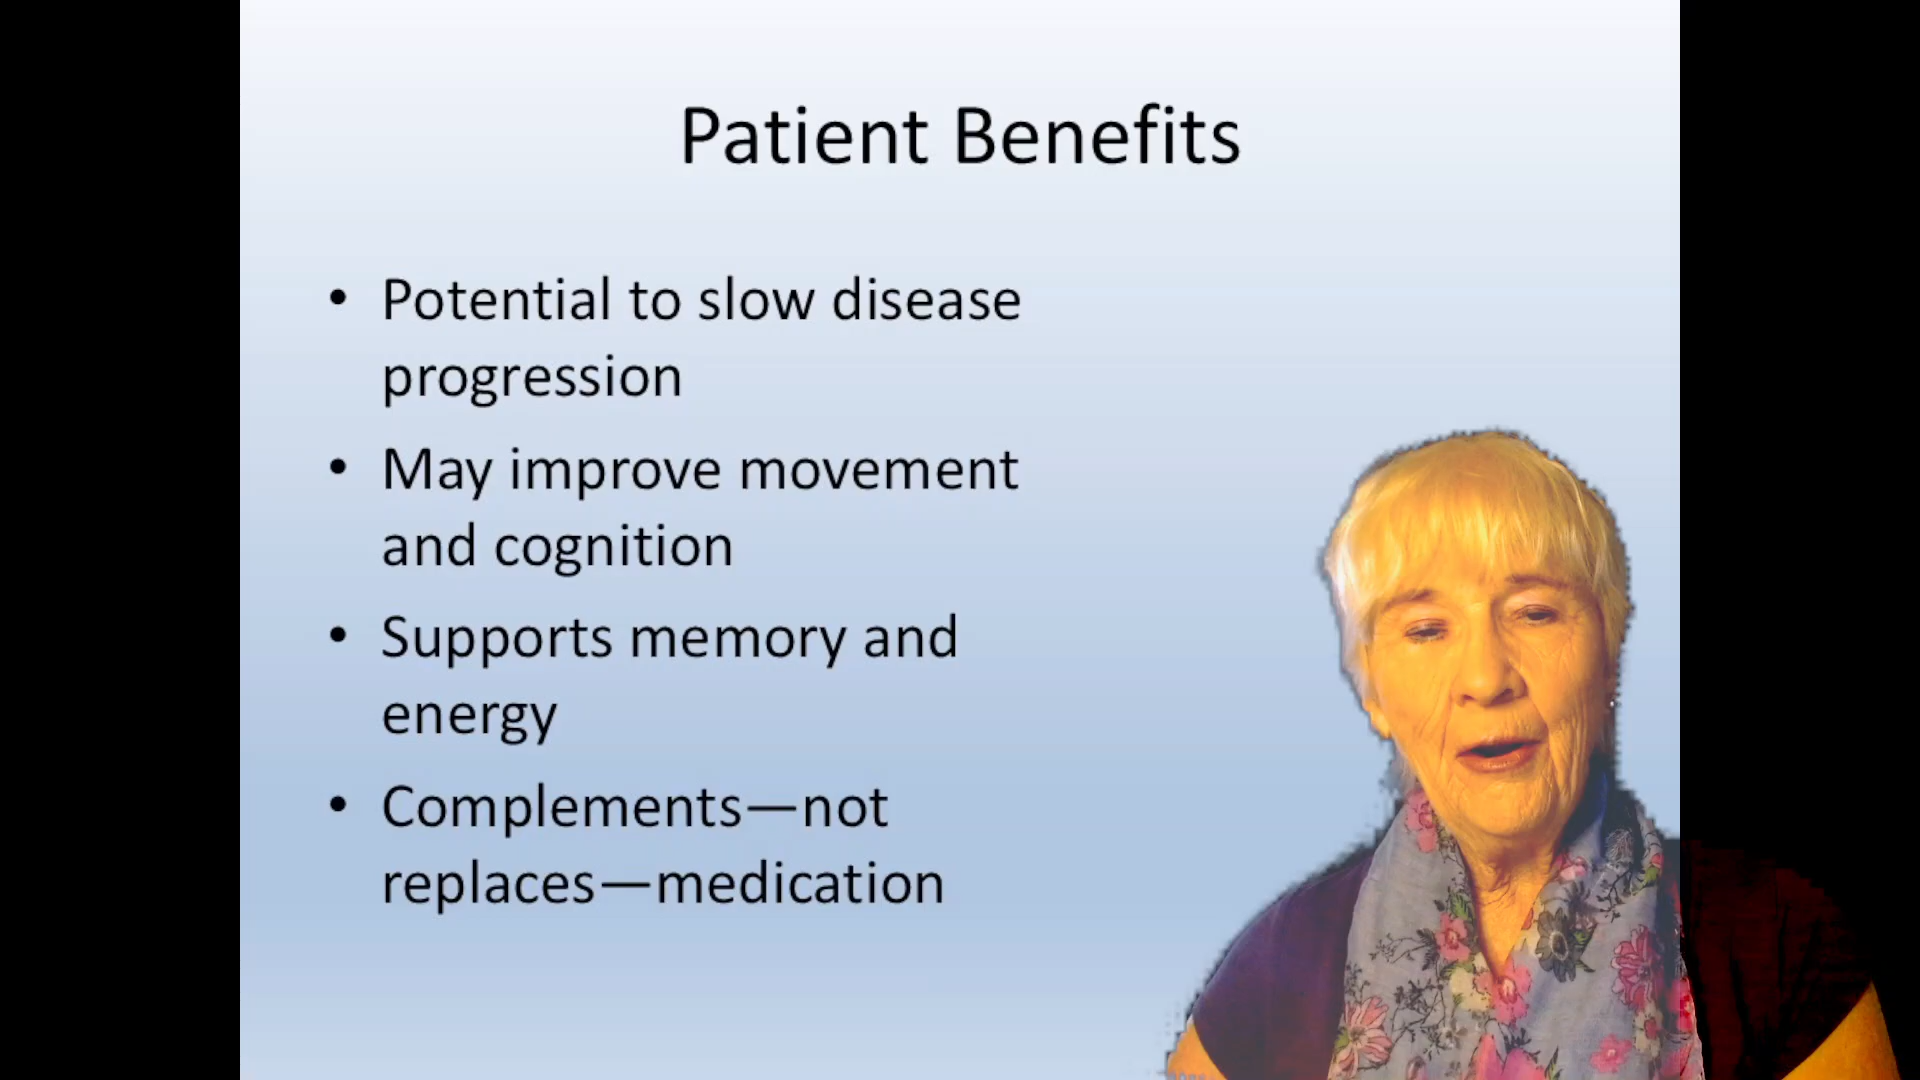 Patient Benefits
• Potential to slow disease
progression
• May improve movement
and cognition
• Supports memory and
energy
• Complements—not
replaces—medication